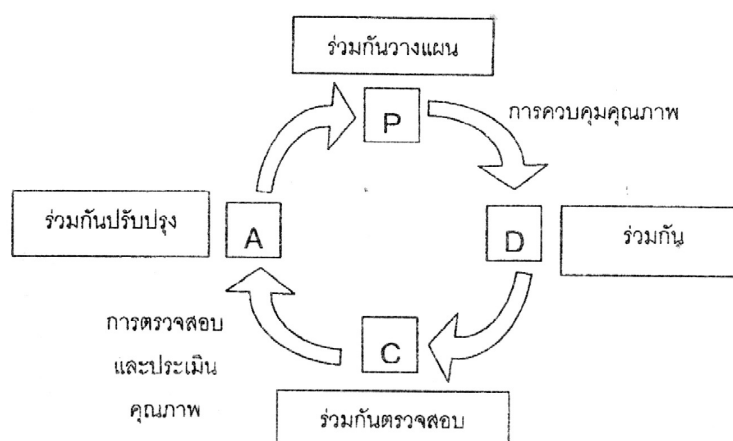 ร่วมกันวางแผน
P
การควบคุมคุณภาพ
ร่วมกันปรับปรุง
A
D
ร่วมกัน
การตรวจสอบ
และประเมิน
คุณภาพ
C
ร่วมกันตรวจสอบ